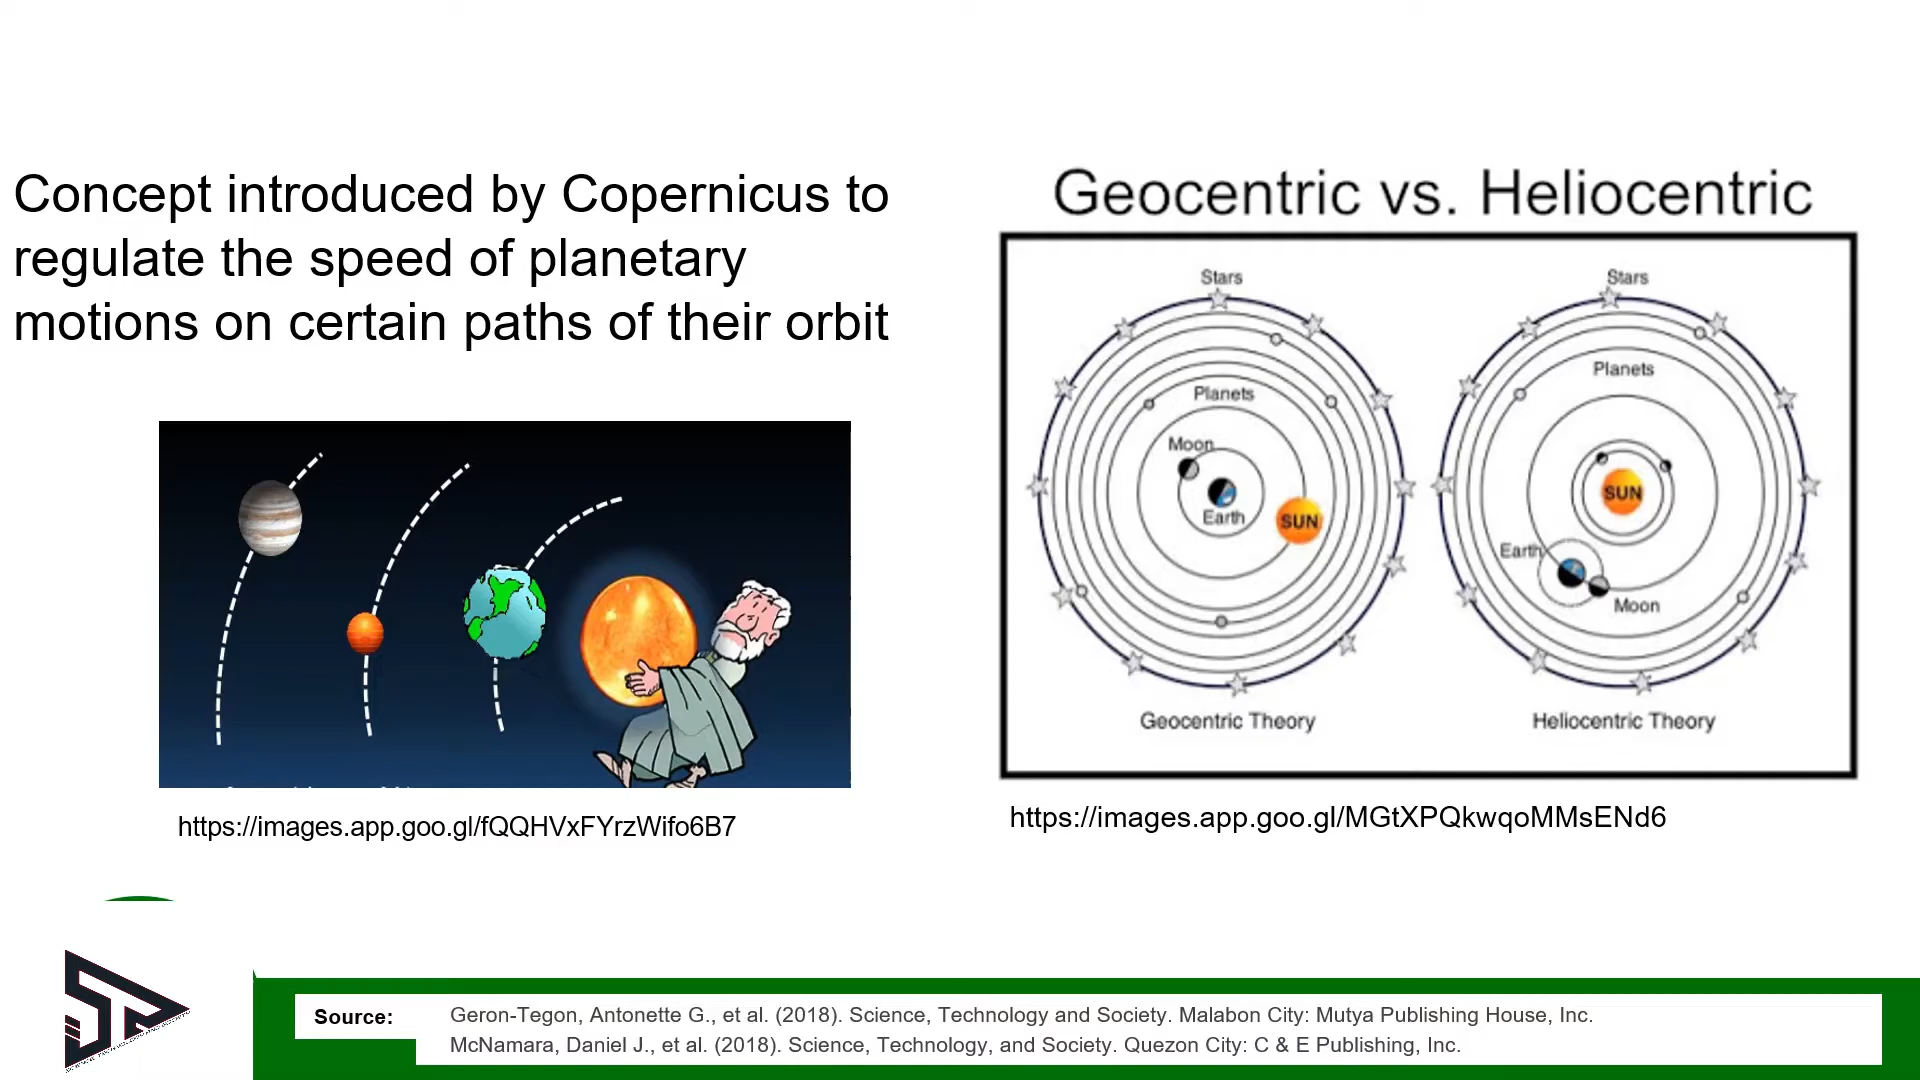 Concept introduced by Copernicus to
regulate the speed of planetary
motions on certain paths of their orbit
https://images.app.goo.gl/fQQHVxFYrzWifo6B7
Geocentric vs. Heliocentric
Stars
Planets
Moon
Earth
SUN
Geocentric Theory
Stars
Planets
SUN
Earth
Moon
Heliocentric Theory
https://images.app.goo.gl/MGtXPQkwqoMMsENd6
Source:
Geron-Tegon, Antonette G., et al. (2018). Science, Technology and Society. Malabon City: Mutya Publishing House, Inc.
McNamara, Daniel J., et al. (2018). Science, Technology, and Society. Quezon City: C & E Publishing, Inc.